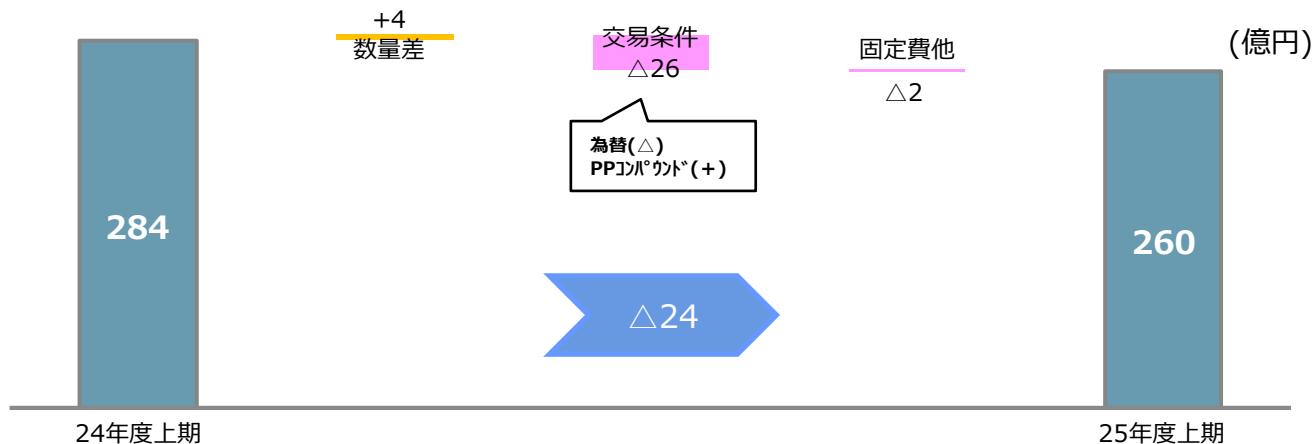 +4
数量差
交易条件
△26
固定費他
△2
(億円)
為替(△)
PPｺﾝﾊﾟｳﾝﾄﾞ(+)
284
260
△24
24年度上期
25年度上期